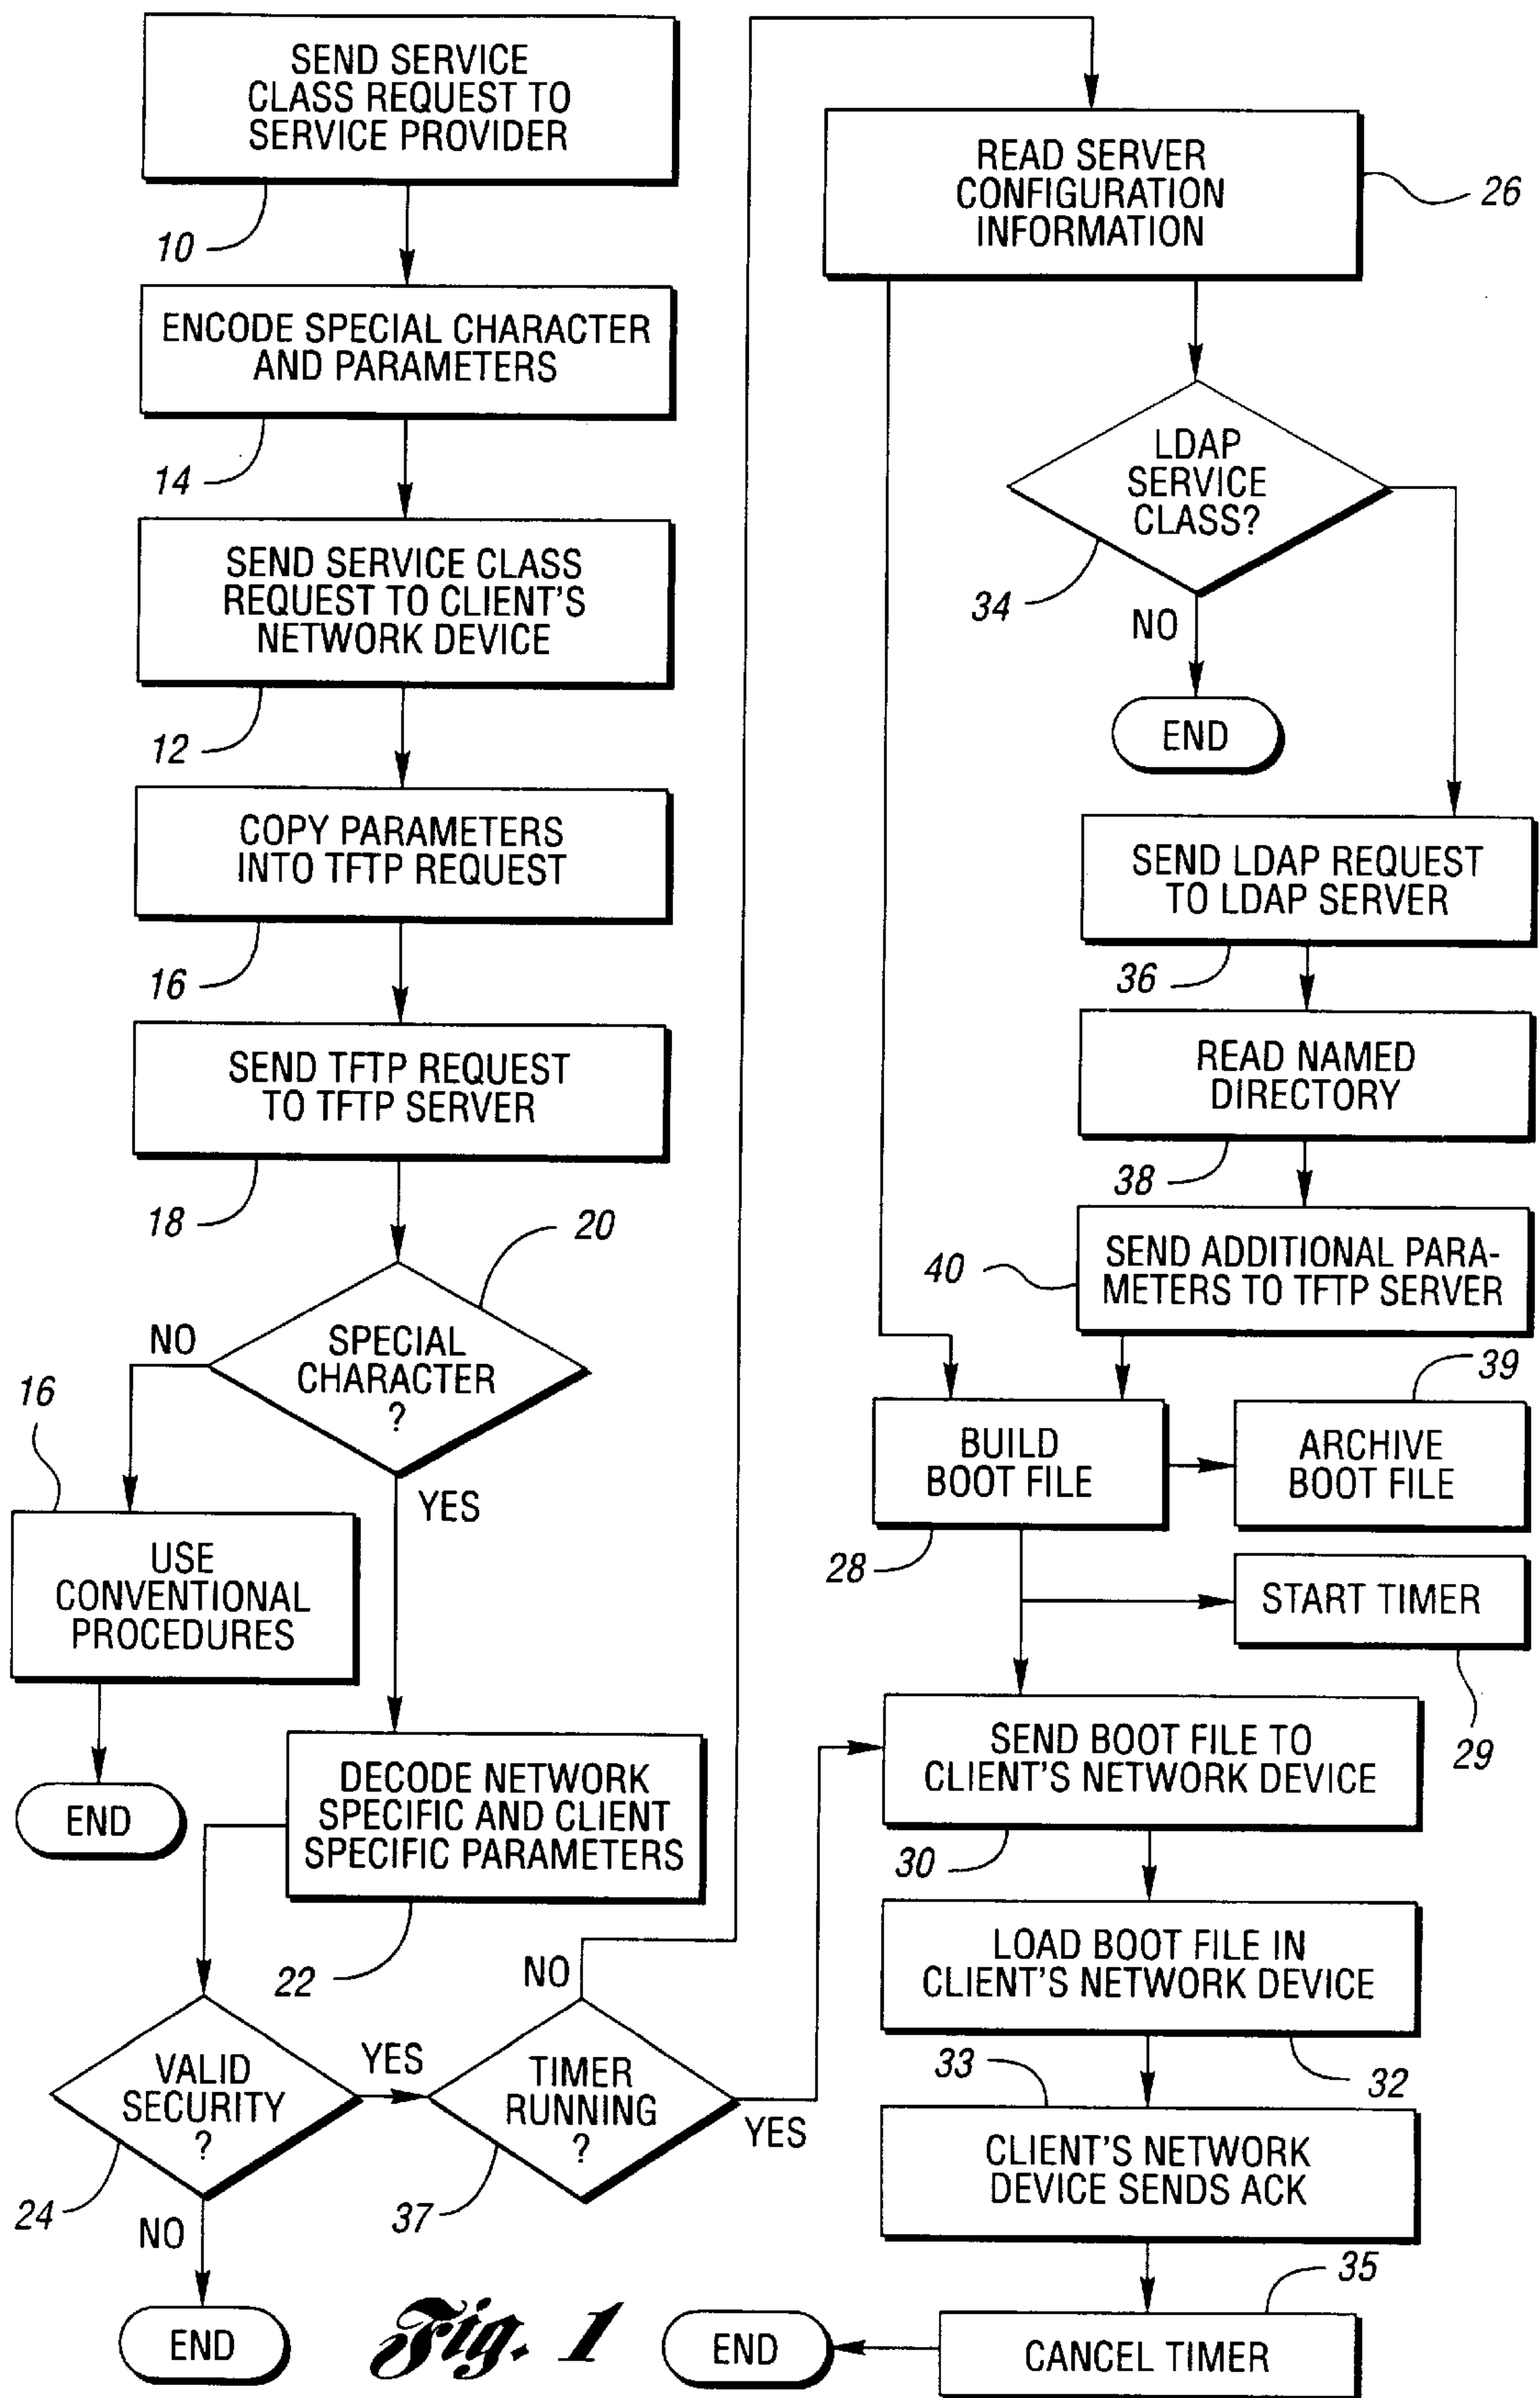 SEND SERVICE
CLASS REQUEST TO
SERVICE PROVIDER
10
ENCODE SPECIAL CHARACTER
AND PARAMETERS
14
SEND SERVICE CLASS
REQUEST TO CLIENT'S
NETWORK DEVICE
12
COPY PARAMETERS
INTO TFTP REQUEST
16
SEND TFTP REQUEST
TO TFTP SERVER
18
20
SPECIAL
CHARACTER
?
NO
YES
16
USE
CONVENTIONAL
PROCEDURES
END
DECODE NETWORK
SPECIFIC AND CLIENT
SPECIFIC PARAMETERS
22
VALID
SECURITY
?
24
YES
NO
END
TIMER
RUNNING
?
37
NO
YES
READ SERVER
CONFIGURATION
INFORMATION
26
LDAP
SERVICE
CLASS?
34
NO
END
SEND LDAP REQUEST
TO LDAP SERVER
36
READ NAMED
DIRECTORY
38
SEND ADDITIONAL PARA-
METERS TO TFTP SERVER
40
BUILD
BOOT FILE
28
39
ARCHIVE
BOOT FILE
START TIMER
29
SEND BOOT FILE TO
CLIENT'S NETWORK DEVICE
30
LOAD BOOT FILE IN
CLIENT'S NETWORK DEVICE
32
33
CLIENT'S NETWORK
DEVICE SENDS ACK
35
CANCEL TIMER
END
Fig. 1